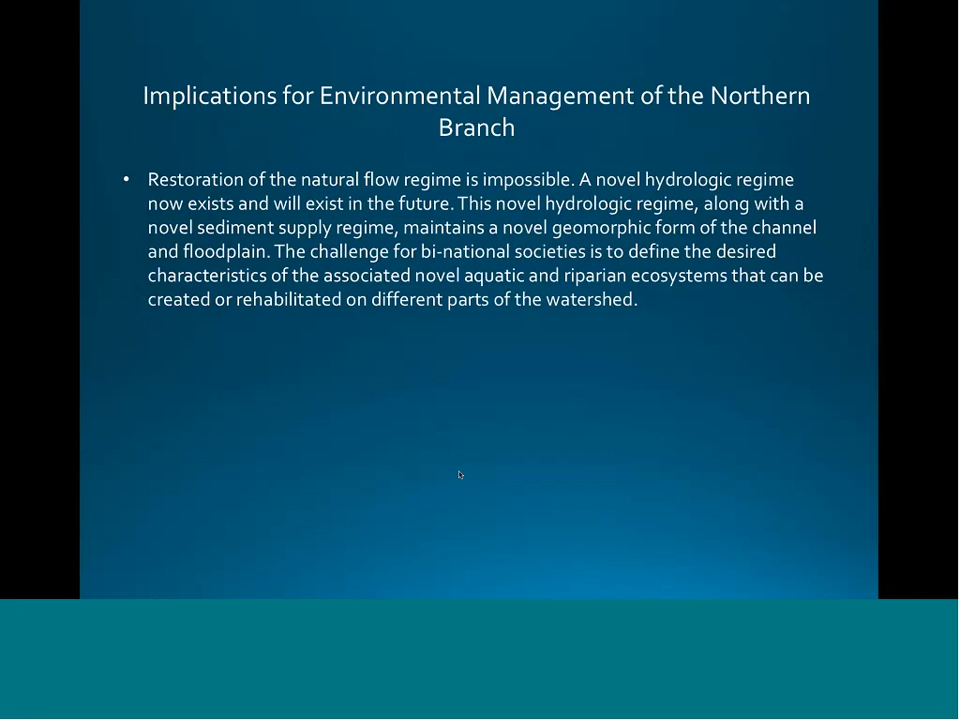 Implications for Environmental Management of the Northern
Branch
• Restoration of the natural flow regime is impossible. A novel hydrologic regime
now exists and will exist in the future. This novel hydrologic regime, along with a
novel sediment supply regime, maintains a novel geomorphic form of the channel
and floodplain. The challenge for bi-national societies is to define the desired
characteristics of the associated novel aquatic and riparian ecosystems that can be
created or rehabilitated on different parts of the watershed.